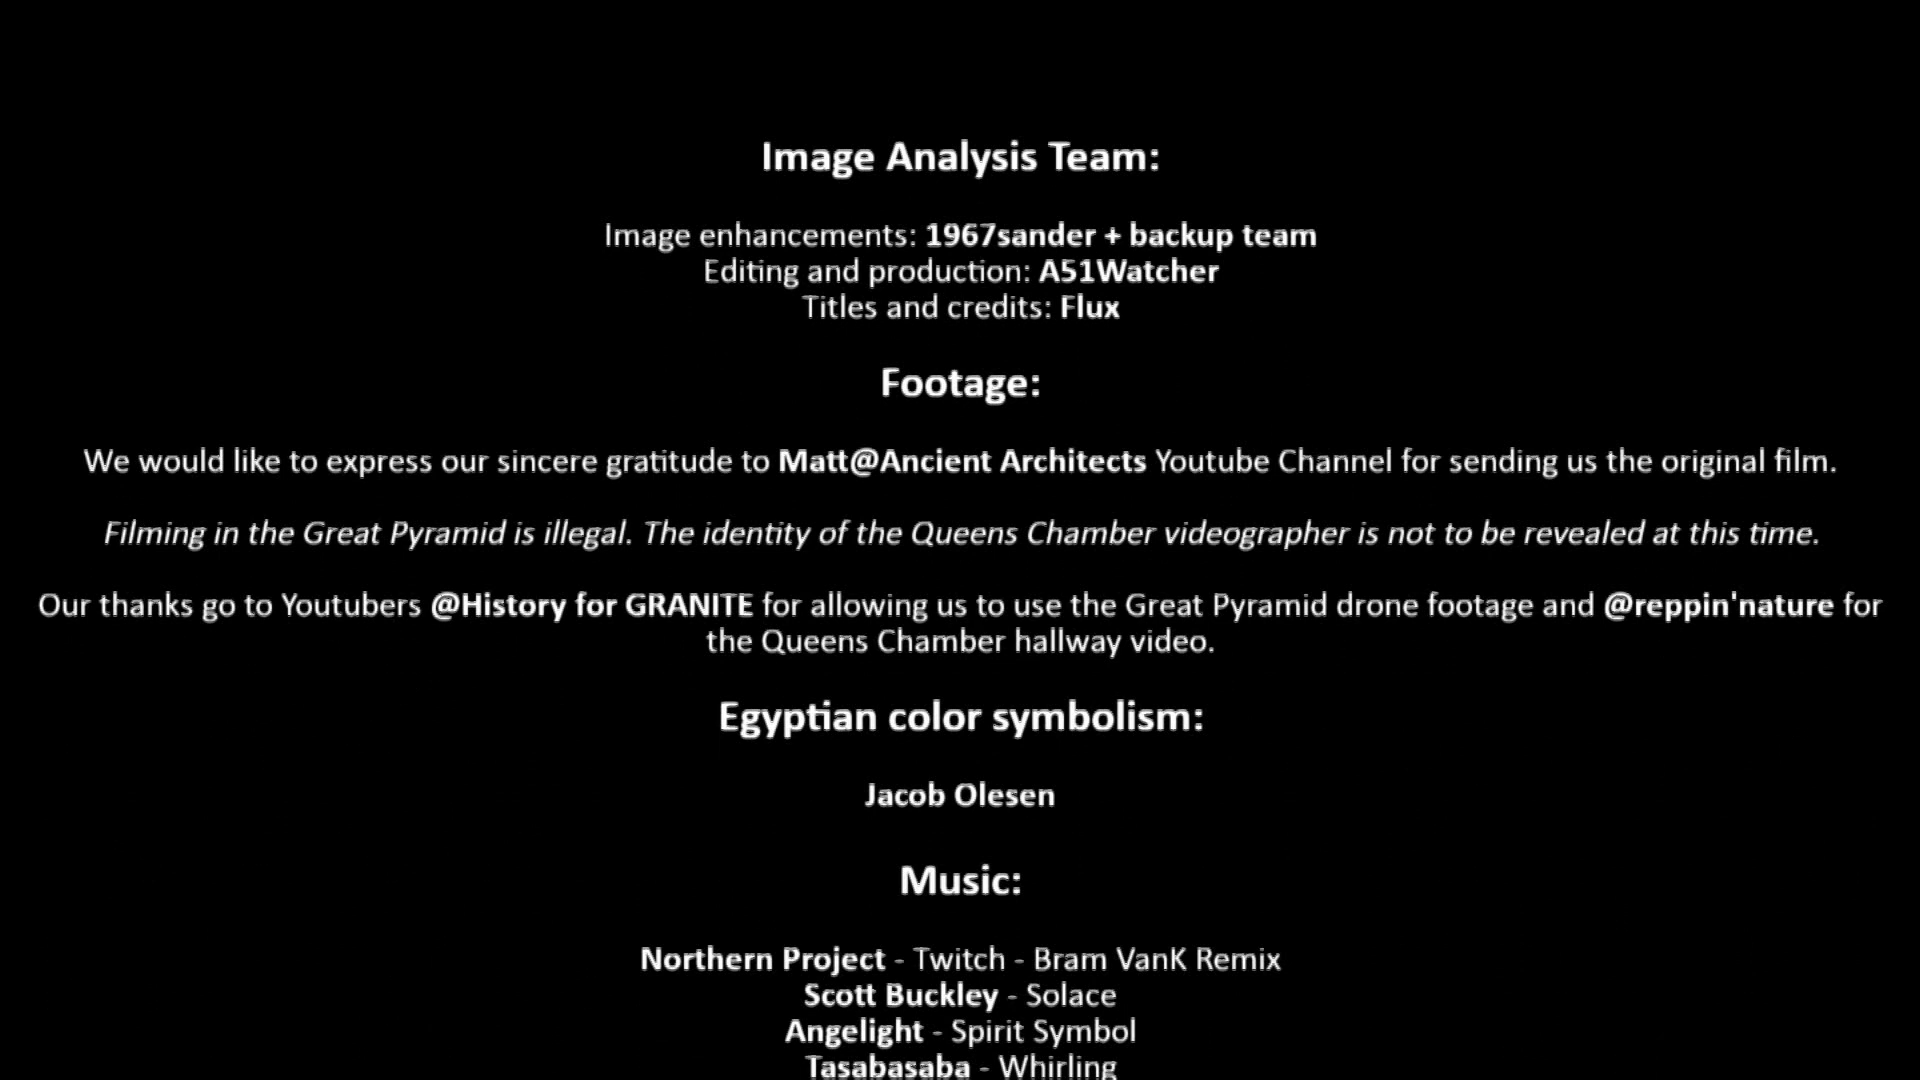 Image Analysis Team:
Image enhancements: 1967sander + backup team
Editing and production: A51Watcher
Titles and credits: Flux
Footage:
We would like to express our sincere gratitude to Matt@Ancient Architects Youtube Channel for sending us the original film.
Filming in the Great Pyramid is illegal. The identity of the Queens Chamber videographer is not to be revealed at this time.
Our thanks go to Youtubers @History for GRANITE for allowing us to use the Great Pyramid drone footage and @reppin'nature for
the Queens Chamber hallway video.
Egyptian color symbolism:
Jacob Olesen
Music:
Northern Project - Twitch - Bram VanK Remix
Scott Buckley - Solace
Angelight - Spirit Symbol
Tasabasaba - Whirling